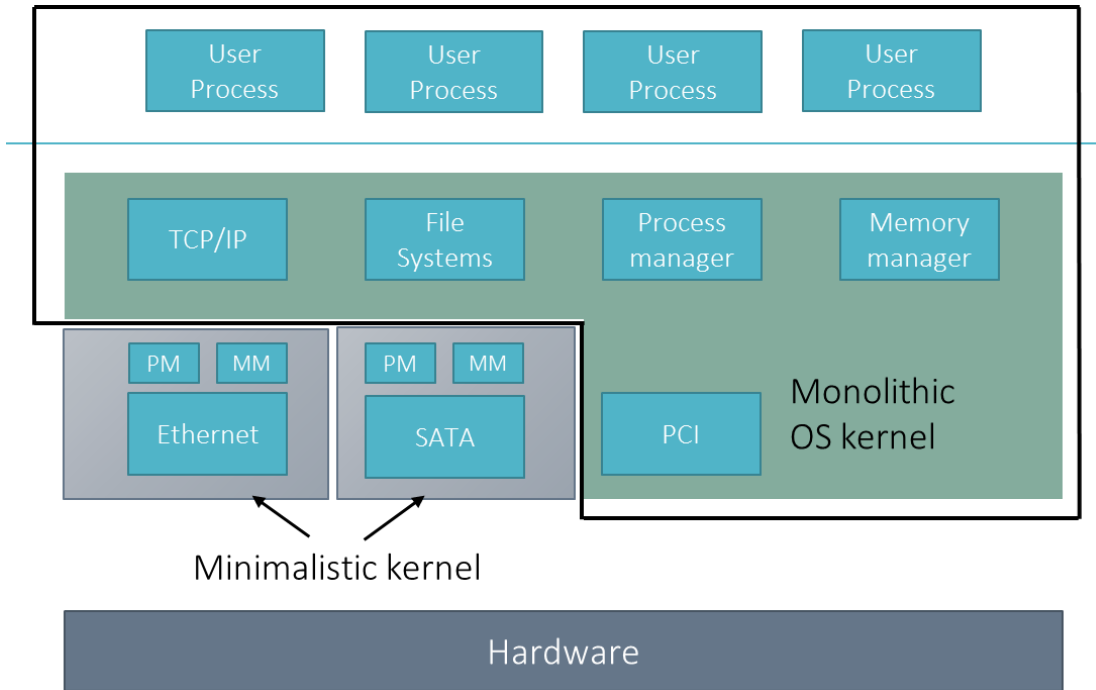 User
Process
User
Process
User
Process
User
Process
TCP/IP
File
Systems
Process
manager
Memory
manager
PM
MM
PM
MM
Ethernet
SATA
PCI
Monolithic
OS kernel
Minimalistic kernel
Hardware